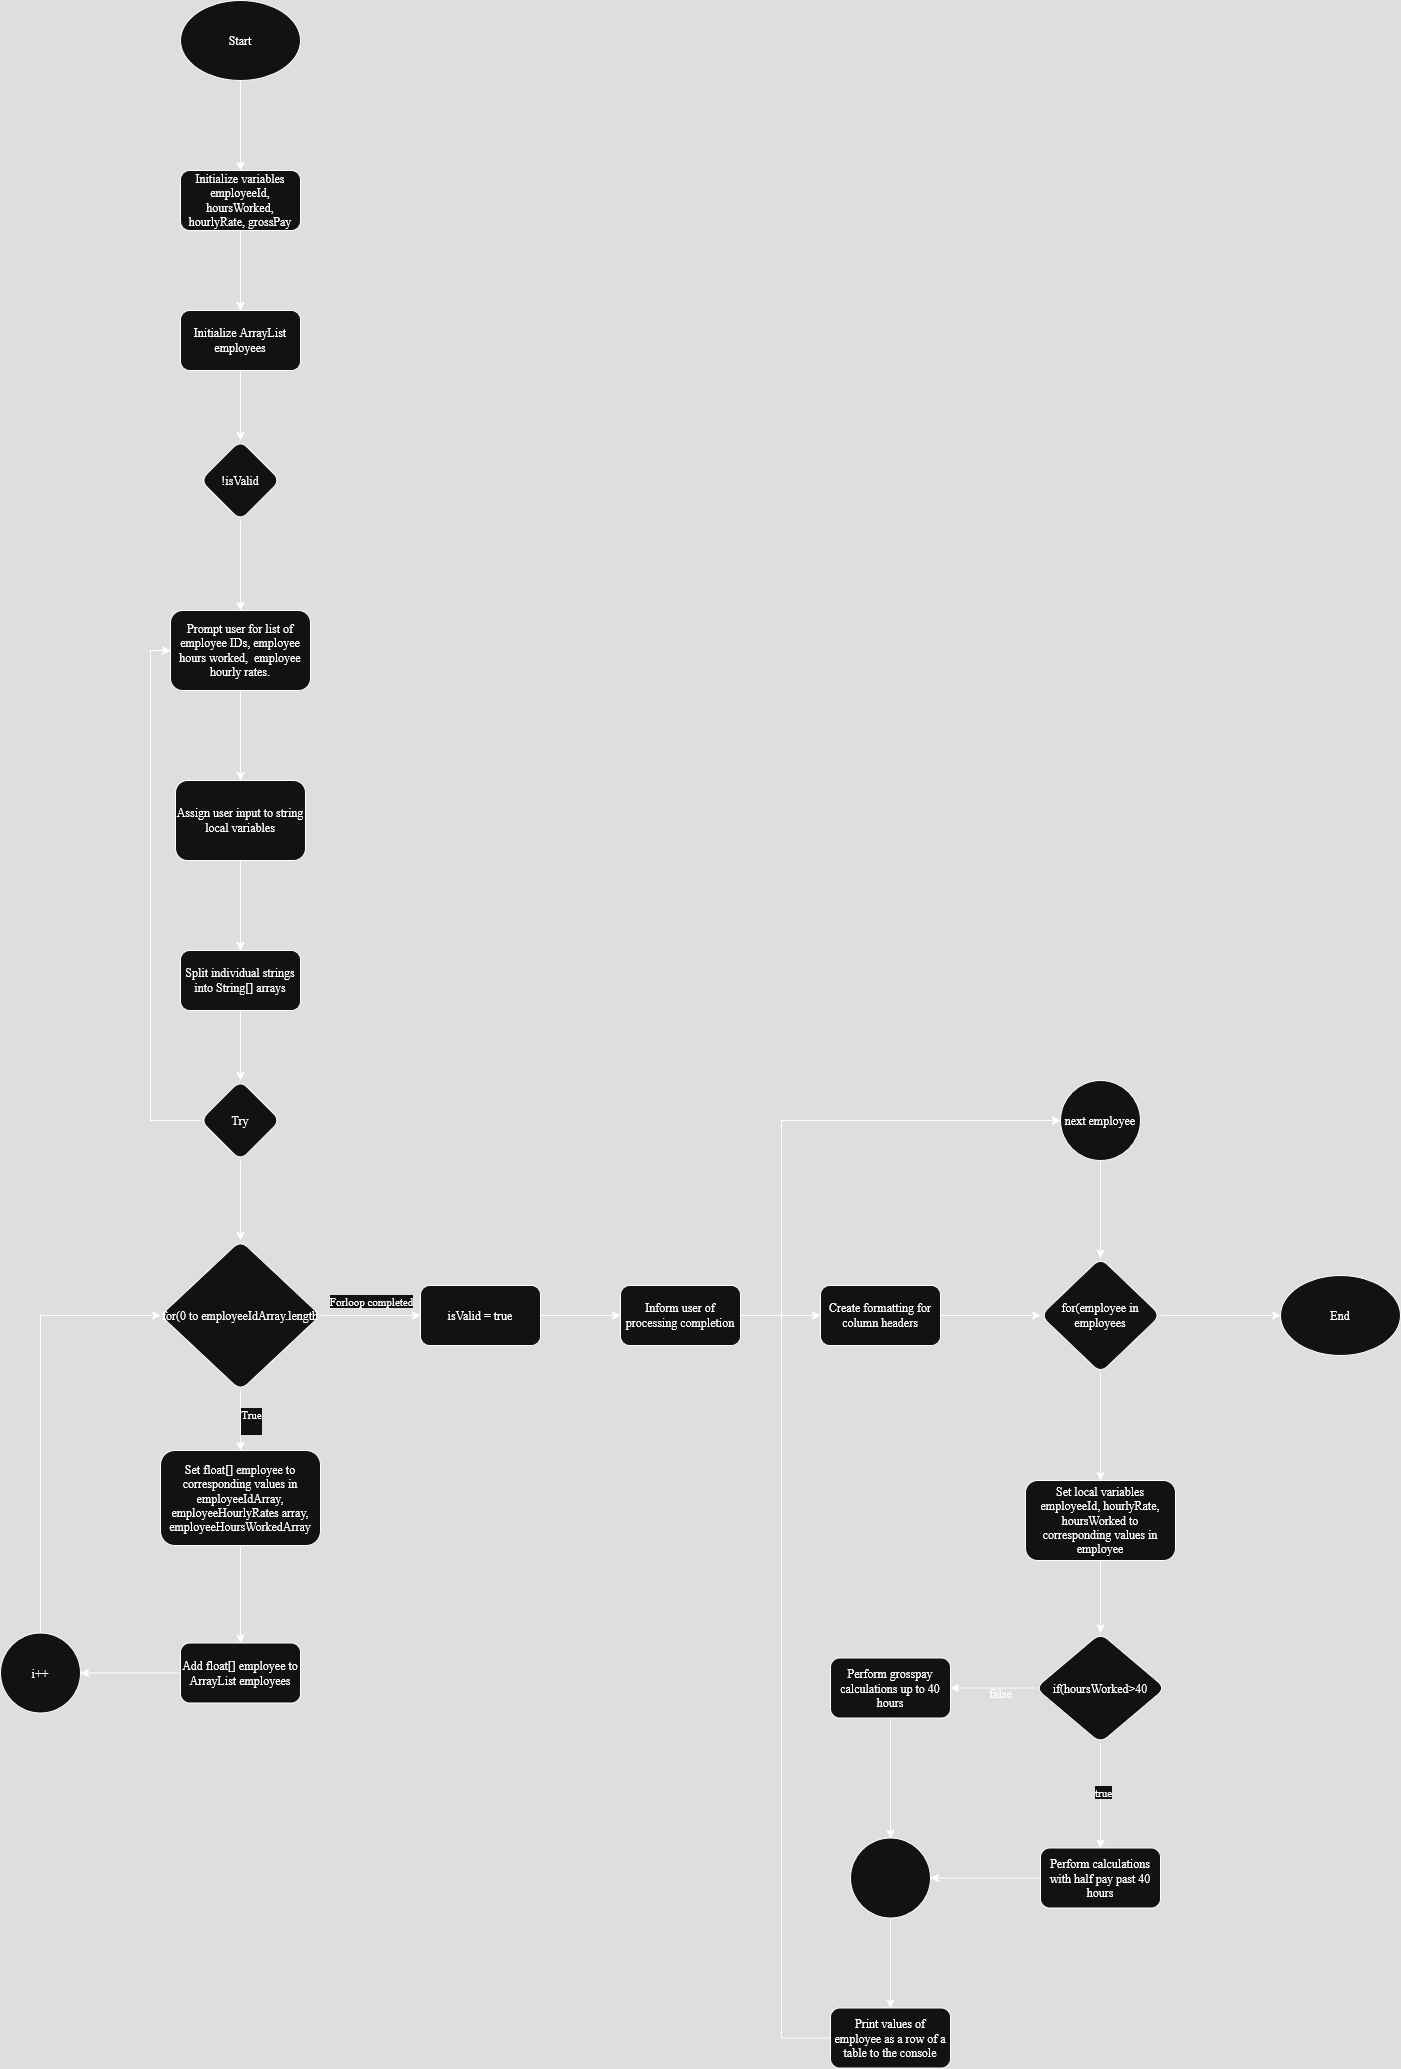 Start
Initialize variables
employeeId,
hoursWorked,
hourlyRate, grossPay
Initialize ArrayList
employees
!isValid
Prompt user for list of
employee IDs, employee
hours worked,  employee
hourly rates.
Assign user input to string
local variables
Split individual strings
into String[] arrays
Try
for(0 to employeeIdArray.length
Forloop completed
True
Set float[] employee to
corresponding values in
employeeIdArray,
employeeHourlyRates array,
employeeHoursWorkedArray
Add float[] employee to
ArrayList employees
i++
isValid = true
Inform user of
processing completion
Create formatting for
column headers
next employee
for(employee in
employees
End
Set local variables
employeeId, hourlyRate,
hoursWorked to
corresponding values in
employee
if(hoursWorked>40
false
Perform grosspay
calculations up to 40
hours
true
Perform calculations
with half pay past 40
hours
Print values of
employee as a row of a
table to the console